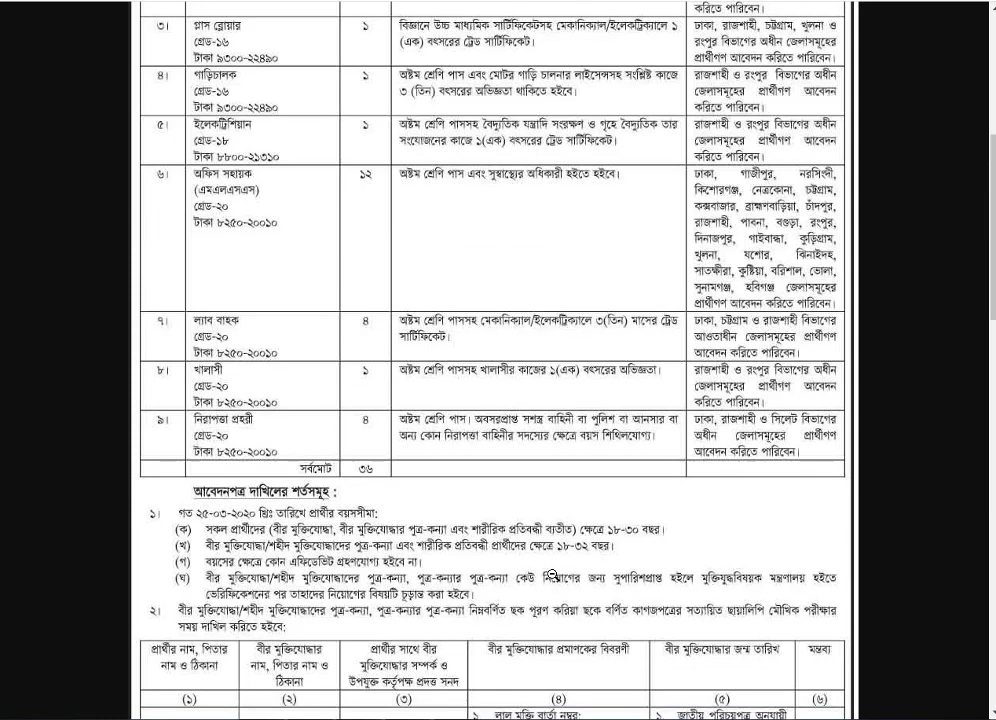 করিতে পারিবেন।
৩। গ্লাস ব্লোয়ার ১ বিজ্ঞানে উচ্চ মাধ্যমিক সার্টিফিকেটসহ মেকানিক্যাল/ইলেকট্রিক্যালে ১ ঢাকা, রাজশাহী, চট্টগ্রাম, খুলনা ও
গ্রেড-১৬ (এক) বৎসরের ট্রেড সার্টিফিকেট। রংপুর বিভাগের অধীন জেলাসমূহের
টাকা ৯৩০০-২২৪৯০ প্রার্থীগণ আবেদন করিতে পারিবেন।
৪। গাড়িচালক ১ অষ্টম শ্রেণি পাস এবং মোটর গাড়ি চালনার লাইসেন্সসহ সংশ্লিষ্ট কাজে রাজশাহী ও রংপুর বিভাগের অধীন
গ্রেড-১৬ ৩ (তিন) বৎসরের অভিজ্ঞতা থাকিতে হইবে। জেলাসমূহের প্রার্থীগণ আবেদন
টাকা ৯৩০০-২২৪৯০ করিতে পারিবেন।
৫। ইলেকট্রিশিয়ান ১ অষ্টম শ্রেণি পাসসহ বৈদ্যুতিক যন্ত্রাদি সংরক্ষণ ও গৃহে বৈদ্যুতিক তার রাজশাহী ও রংপুর বিভাগের অধীন
গ্রেড-১৮ সংযোজনের কাজে ১(এক) বৎসরের ট্রেড সার্টিফিকেট। জেলাসমূহের প্রার্থীগণ আবেদন
টাকা ৮৮০০-২১৩১০ করিতে পারিবেন।
৬। অফিস সহায়ক ১২ অষ্টম শ্রেণি পাস এবং সুস্বাস্থ্যের অধিকারী হইতে হইবে। ঢাকা, গাজীপুর, নরসিংদী,
(এমএলএসএস) কিশোরগঞ্জ, নেত্রকোনা, চট্টগ্রাম,
গ্রেড-২০ কক্সবাজার, ব্রাহ্মণবাড়িয়া, চাঁদপুর,
টাকা ৮২৫০-২০০১০ রাজশাহী, পাবনা, বগুড়া, রংপুর,
দিনাজপুর, গাইবান্ধা, কুড়িগ্রাম,
খুলনা, যশোর, ঝিনাইদহ,
সাতক্ষীরা, কুষ্টিয়া, বরিশাল, ভোলা,
সুনামগঞ্জ, হবিগঞ্জ জেলাসমূহের
প্রার্থীগণ আবেদন করিতে পারিবেন।
৭। ল্যাব বাহক ৪ অষ্টম শ্রেণি পাসসহ মেকানিক্যাল/ইলেকট্রিক্যালে ৩(তিন) মাসের ট্রেড ঢাকা, চট্টগ্রাম ও রাজশাহী বিভাগের
গ্রেড-২০ সার্টিফিকেট। আওতাধীন জেলাসমূহের প্রার্থীগণ
টাকা ৮২৫০-২০০১০ আবেদন করিতে পারিবেন।
৮। খালাসী ১ অষ্টম শ্রেণি পাসসহ খালাসীর কাজের ১(এক) বৎসরের অভিজ্ঞতা। রাজশাহী ও রংপুর বিভাগের অধীন
গ্রেড-২০ জেলাসমূহের প্রার্থীগণ আবেদন
টাকা ৮২৫০-২০০১০ করিতে পারিবেন।
৯। নিরাপত্তা প্রহরী ৪ অষ্টম শ্রেণি পাস। অবসরপ্রাপ্ত সশস্ত্র বাহিনী বা পুলিশ বা আনসার বা ঢাকা, রাজশাহী ও সিলেট বিভাগের
গ্রেড-২০ অন্য কোন নিরাপত্তা বাহিনীর সদস্যের ক্ষেত্রে বয়স শিথিলযোগ্য। অধীন জেলাসমূহের প্রার্থীগণ
টাকা ৮২৫০-২০০১০ আবেদন করিতে পারিবেন।
সর্বমোট ৩৬
আবেদনপত্র দাখিলের শর্তসমূহ :
১। গত ২৫-০৩-২০২০ খ্রিঃ তারিখে প্রার্থীর বয়সসীমা:
(ক) সকল প্রার্থীদের (বীর মুক্তিযোদ্ধা, বীর মুক্তিযোদ্ধার পুত্র-কন্যা এবং শারীরিক প্রতিবন্ধী ব্যতীত) ক্ষেত্রে ১৮-৩০ বছর।
(খ) বীর মুক্তিযোদ্ধা/শহীদ মুক্তিযোদ্ধাদের পুত্র-কন্যা এবং শারীরিক প্রতিবন্ধী প্রার্থীদের ক্ষেত্রে ১৮-৩২ বছর।
(গ) বয়সের ক্ষেত্রে কোন এফিডেভিট গ্রহণযোগ্য হইবে না।
(ঘ) বীর মুক্তিযোদ্ধা/শহীদ মুক্তিযোদ্ধাদের পুত্র-কন্যা, পুত্র-কন্যার পুত্র-কন্যা কেউ নিয়োগের জন্য সুপারিশপ্রাপ্ত হইলে মুক্তিযুদ্ধবিষয়ক মন্ত্রণালয় হইতে
ভেরিফিকেশনের পর তাহাদের নিয়োগের বিষয়টি চূড়ান্ত করা হইবে।
২। বীর মুক্তিযোদ্ধা/শহীদ মুক্তিযোদ্ধাদের পুত্র-কন্যা, পুত্র-কন্যার পুত্র-কন্যা নিম্নবর্ণিত ছক পূরণ করিয়া ছকে বর্ণিত কাগজপত্রের সত্যায়িত ছায়ালিপি মৌখিক পরীক্ষার
সময় দাখিল করিতে হইবে:
প্রার্থীর নাম, পিতার বীর মুক্তিযোদ্ধার প্রার্থীর সাথে বীর বীর মুক্তিযোদ্ধার প্রমাণকের বিবরণী বীর মুক্তিযোদ্ধার জন্ম তারিখ মন্তব্য
নাম ও ঠিকানা নাম, পিতার নাম ও মুক্তিযোদ্ধার সম্পর্ক ও
ঠিকানা উপযুক্ত কর্তৃপক্ষ প্রদত্ত সনদ
(১) (২) (৩) (৪) (৫) (৬)
১. লাল মুক্তি বার্তা নম্বর: ১. জাতীয় পরিচয়পত্র অনুযায়ী